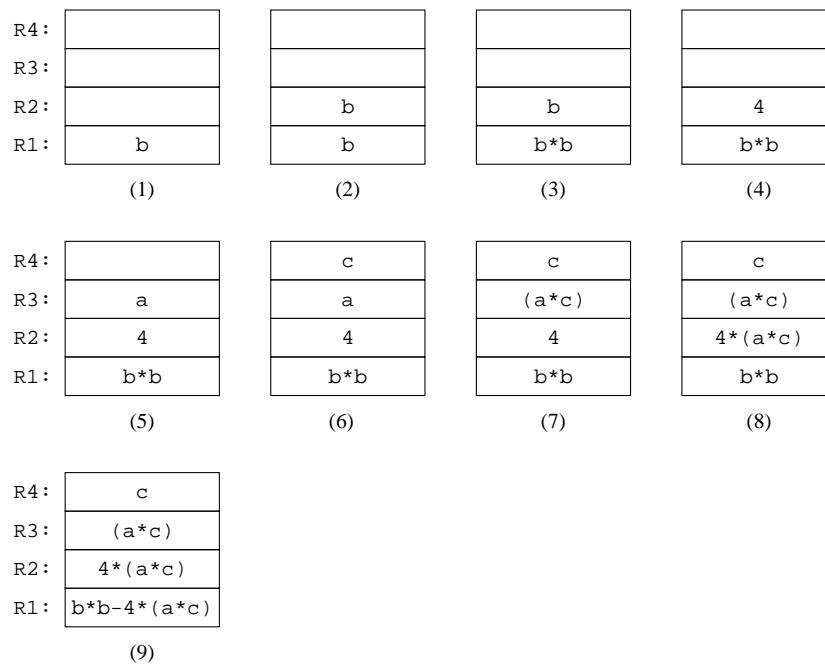 R4:
R3:
R2: b b 4
R1: b b b*b b*b
(1) (2) (3) (4)
R4: c c c
R3: a a (a*c) (a*c)
R2: 4 4 4 4*(a*c)
R1: b*b b*b b*b b*b
(5) (6) (7) (8)
R4: c
R3: (a*c)
R2: 4*(a*c)
R1: b*b-4*(a*c)
(9)